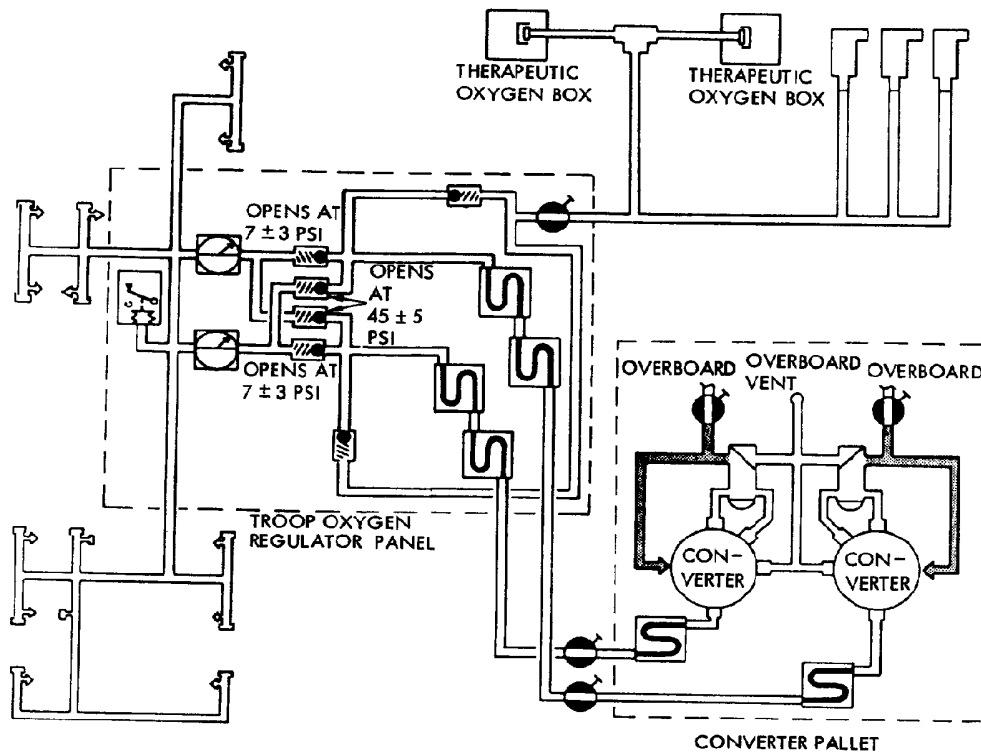 THERAPEUTIC
OXYGEN BOX
THERAPEUTIC
OXYGEN BOX
OPENS AT
7 ± 3 PSI
OPENS
AT
45 ± 5
PSI
OPENS AT
7 ± 3 PSI
TROOP OXYGEN
REGULATOR PANEL
OVERBOARD
OVERBOARD
VENT
OVERBOARD
CON-
VERTER
CON-
VERTER
CONVERTER PALLET